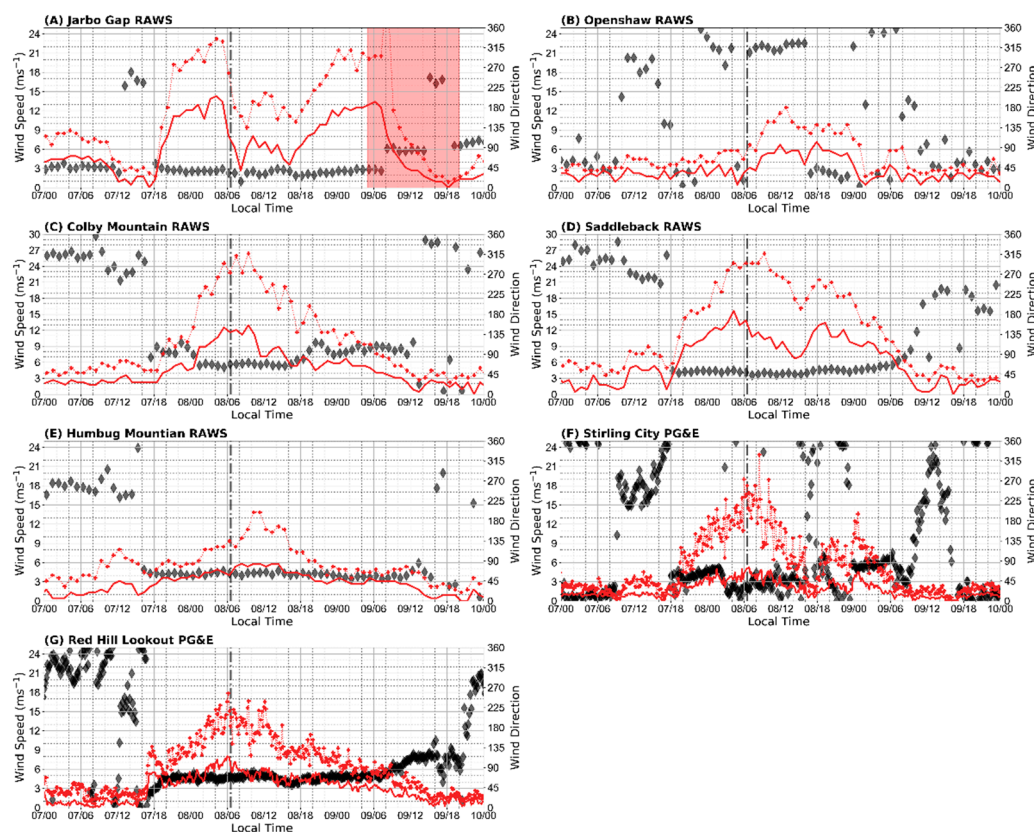 (A) Jarbo Gap RAWS
(B) Openshaw RAWS
24 21 18 15 12 9 6 3 0
360 315 270 225 180 135 90 45 0
24 21 18 15 12 9 6 3 0
360 315 270 225 180 135 90 45 0
Wind Speed (ms⁻¹)
Wind Direction
Wind Speed (ms⁻¹)
Wind Direction
07/00 07/06 07/12 07/18 08/00 08/06 08/12 08/18 09/00 09/06 09/12 09/18 10/00
07/00 07/06 07/12 07/18 08/00 08/06 08/12 08/18 09/00 09/06 09/12 09/18 10/00
Local Time
Local Time
(C) Colby Mountain RAWS
(D) Saddleback RAWS
30 27 24 21 18 15 12 9 6 3 0
360 315 270 225 180 135 90 45 0
30 27 24 21 18 15 12 9 6 3 0
360 315 270 225 180 135 90 45 0
Wind Speed (ms⁻¹)
Wind Direction
Wind Speed (ms⁻¹)
Wind Direction
07/00 07/06 07/12 07/18 08/00 08/06 08/12 08/18 09/00 09/06 09/12 09/18 10/00
07/00 07/06 07/12 07/18 08/00 08/06 08/12 08/18 09/00 09/06 09/12 09/18 10/00
Local Time
Local Time
(E) Humbug Mountian RAWS
(F) Stirling City PG&E
24 21 18 15 12 9 6 3 0
360 315 270 225 180 135 90 45 0
24 21 18 15 12 9 6 3 0
360 315 270 225 180 135 90 45 0
Wind Speed (ms⁻¹)
Wind Direction
Wind Speed (ms⁻¹)
Wind Direction
07/00 07/06 07/12 07/18 08/00 08/06 08/12 08/18 09/00 09/06 09/12 09/18 10/00
07/00 07/06 07/12 07/18 08/00 08/06 08/12 08/18 09/00 09/06 09/12 09/18 10/00
Local Time
Local Time
(G) Red Hill Lookout PG&E
24 21 18 15 12 9 6 3 0
360 315 270 225 180 135 90 45 0
Wind Speed (ms⁻¹)
Wind Direction
07/00 07/06 07/12 07/18 08/00 08/06 08/12 08/18 09/00 09/06 09/12 09/18 10/00
Local Time